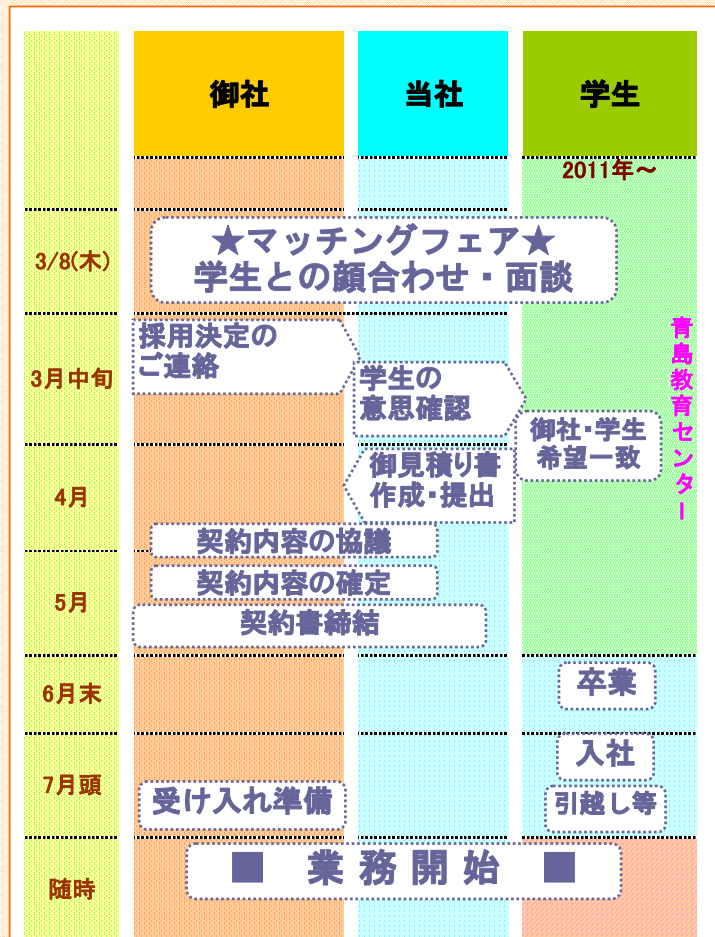 御社
当社
学生
2011年～
3/8(木)
★マッチングフェア★
学生との顔合わせ・面談
青島教育センター
3月中旬
採用決定の
ご連絡
学生の
意思確認
御社・学生
希望一致
4月
御見積り書
作成・提出
契約内容の協議
5月
契約内容の確定
契約書締結
6月末
卒業
7月頭
入社
受け入れ準備
引越し等
随時
■ 業務開始 ■